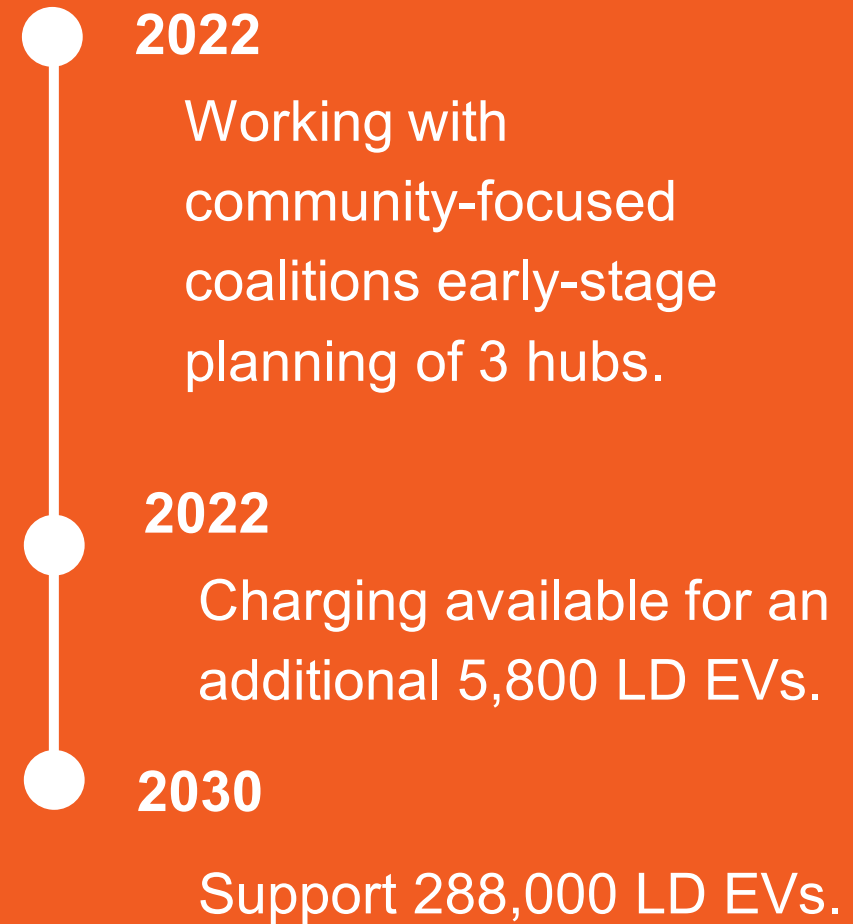 2022
Working with
community-focused
coalitions early-stage
planning of 3 hubs.
2022
Charging available for an
additional 5,800 LD EVs.
2030
Support 288,000 LD EVs.